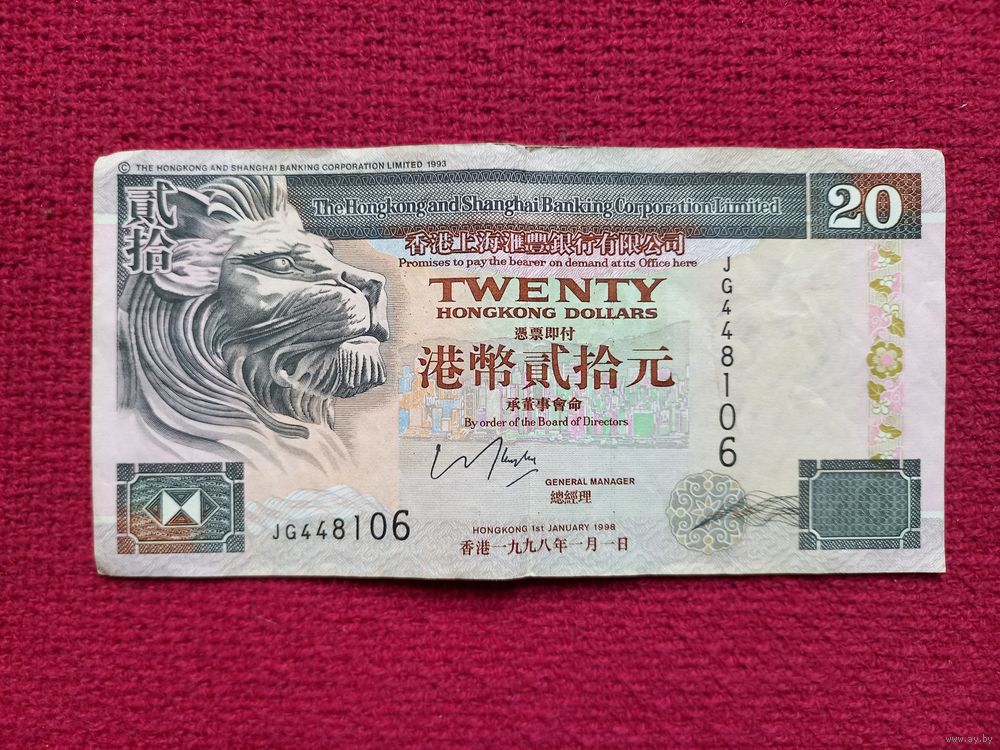 © THE HONGKONG AND SHANGHAI BANKING CORPORATION LIMITED 1993
貳拾
The Hongkong and Shanghai Banking Corporation Limited
20
香港上海滙豐銀行有限公司
Promises to pay the bearer on demand at its Office here
TWENTY
HONGKONG DOLLARS
憑票即付
港幣貳拾元
承董事會命
By order of the Board of Directors
GENERAL MANAGER
總經理
JG448106
JG448106
HONGKONG 1st JANUARY 1998
香港一九九八年一月一日
www.ay.by